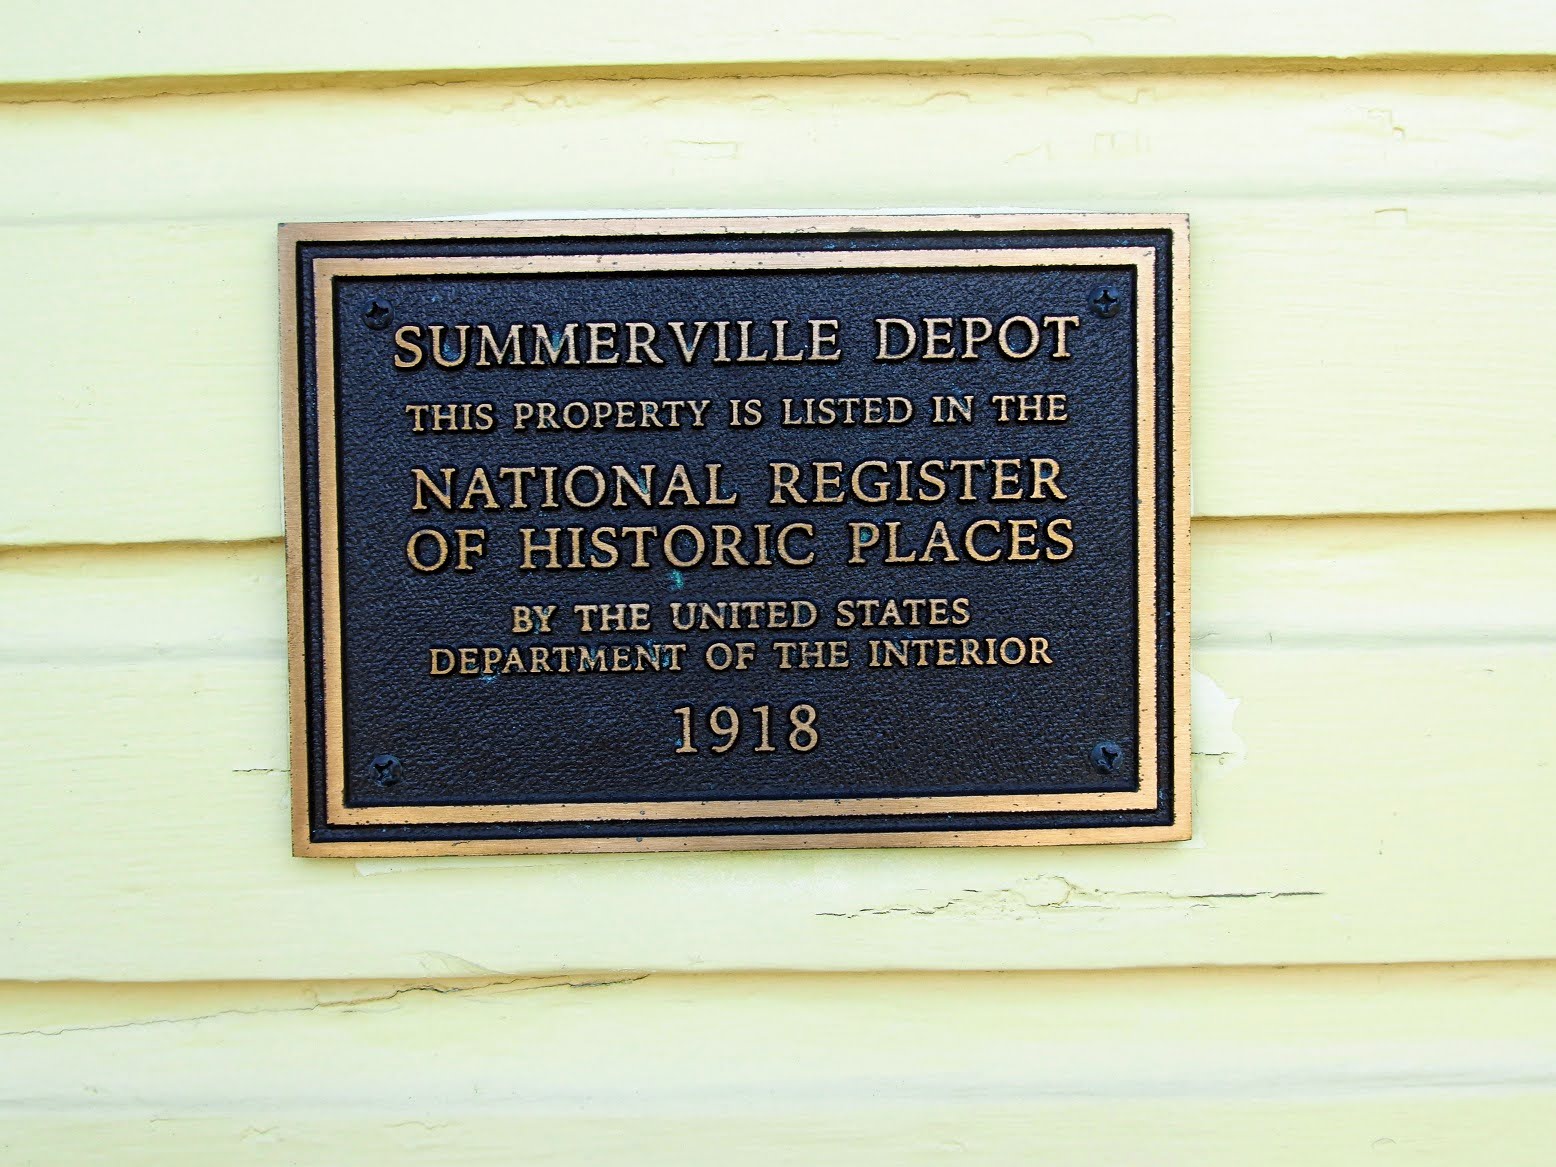 SUMMERVILLE DEPOT
THIS PROPERTY IS LISTED IN THE
NATIONAL REGISTER
OF HISTORIC PLACES
BY THE UNITED STATES
DEPARTMENT OF THE INTERIOR
1918